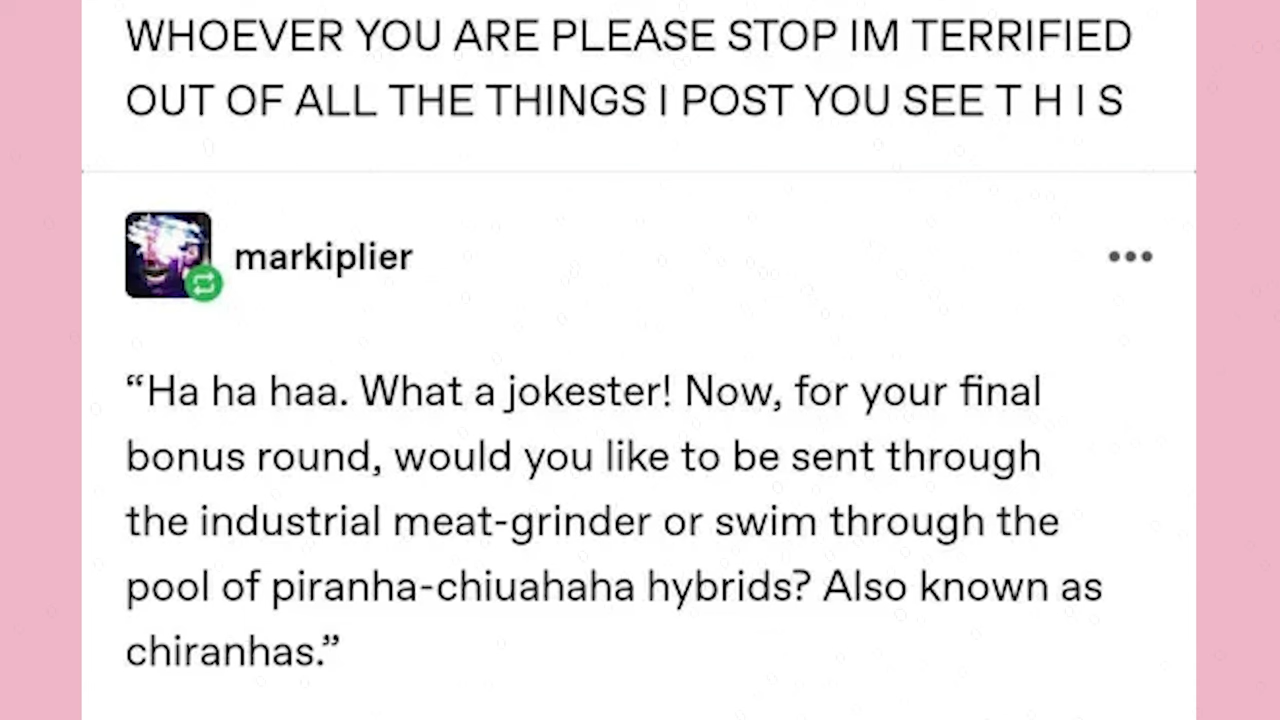 WHOEVER YOU ARE PLEASE STOP IM TERRIFIED
OUT OF ALL THE THINGS I POST YOU SEE T H I S
markiplier
“Ha ha haa. What a jokester! Now, for your final
bonus round, would you like to be sent through
the industrial meat-grinder or swim through the
pool of piranha-chiuahaha hybrids? Also known as
chiranhas.”